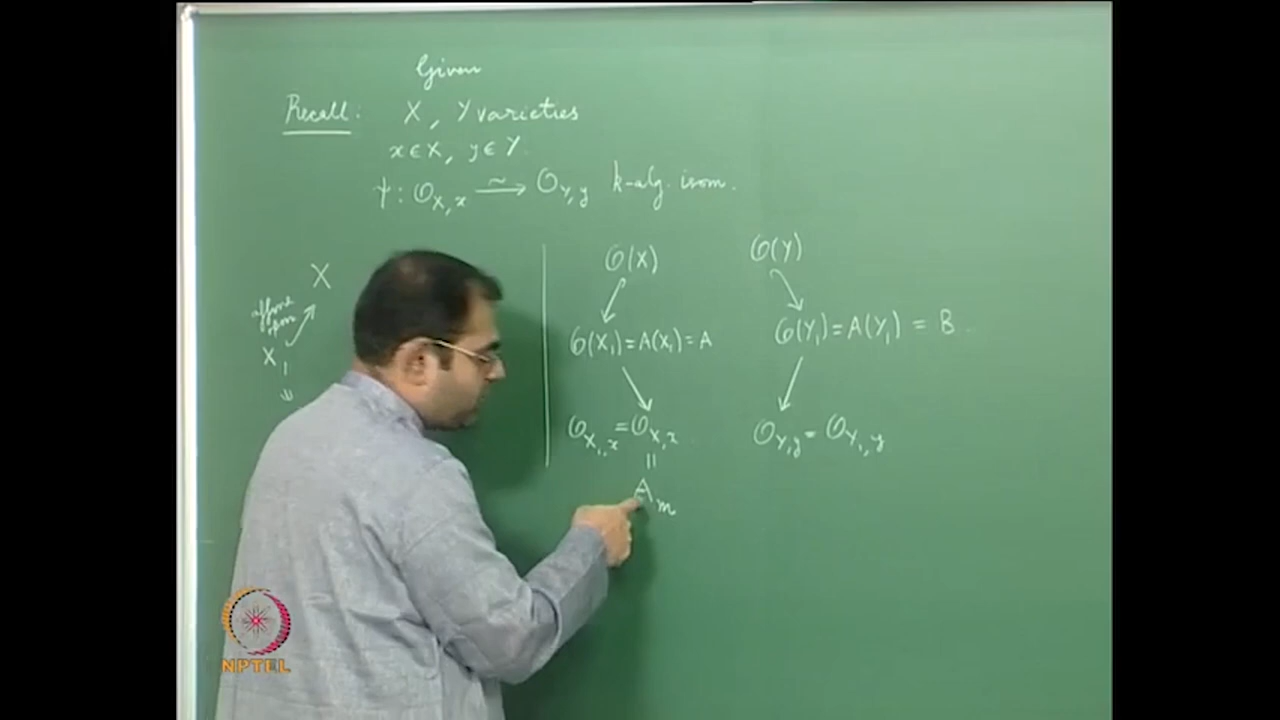 Given
Recall: X, Y varieties
x ∈ X, y ∈ Y.
ψ: O_{X,x} ⥲ O_{Y,y} k-alg. isom.
X
affine open
X_1
O(X) O(Y)
O(X_1) = A(X_1) = A O(Y_1) = A(Y_1) = B.
O_{X_1,x} = O_{X,x} O_{Y,y} = O_{Y_1,y}
||
A_m
NPTEL